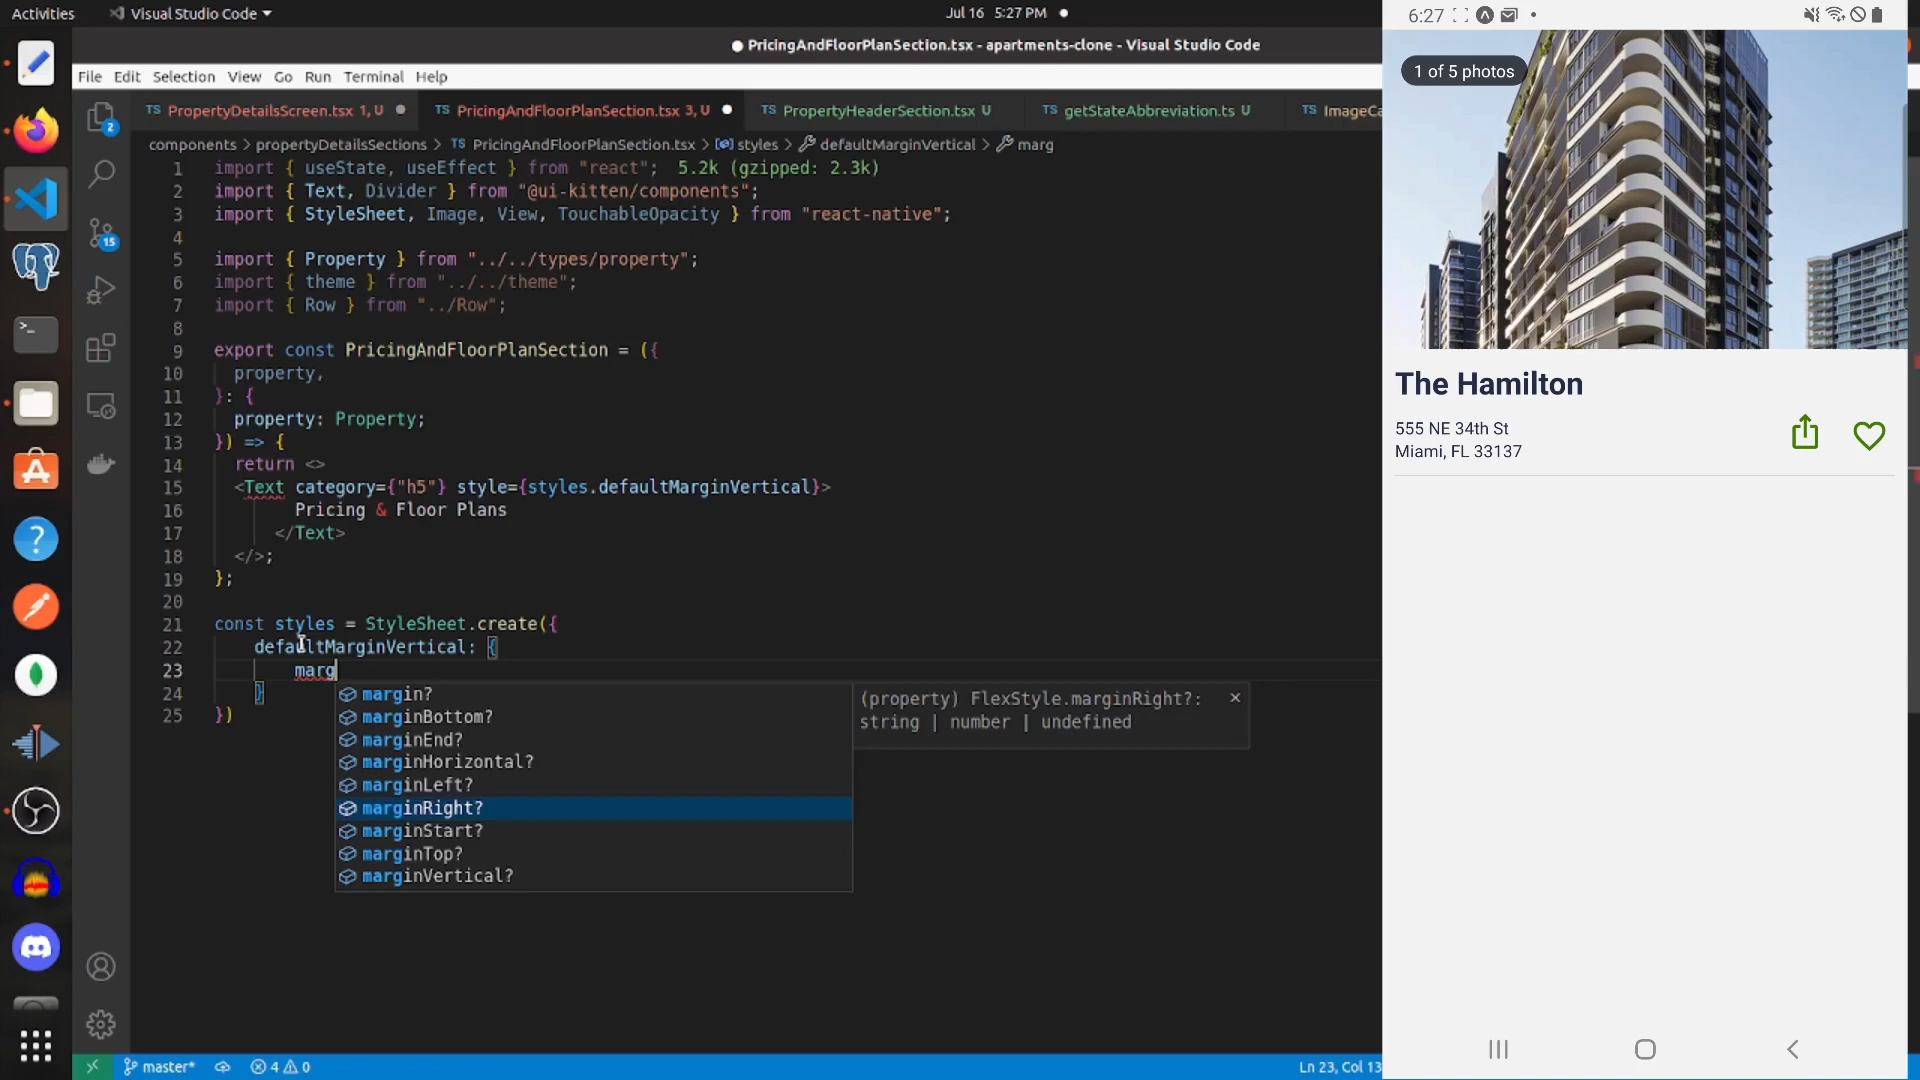 Activities
Visual Studio Code
Jul 16 5:27 PM
PricingAndFloorPlanSection.tsx - apartments-clone - Visual Studio Code
File Edit Selection View Go Run Terminal Help
TS PropertyDetailsScreen.tsx 1, U
TS PricingAndFloorPlanSection.tsx 3, U
TS PropertyHeaderSection.tsx U
TS getStateAbbreviation.ts U
TS ImageCa
components > propertyDetailsSections > TS PricingAndFloorPlanSection.tsx > styles > defaultMarginVertical > marg
1 import { useState, useEffect } from "react"; 5.2k (gzipped: 2.3k)
2 import { Text, Divider } from "@ui-kitten/components";
3 import { StyleSheet, Image, View, TouchableOpacity } from "react-native";
4
5 import { Property } from "../../types/property";
6 import { theme } from "../../theme";
7 import { Row } from "../Row";
8
9 export const PricingAndFloorPlanSection = ({
10 property,
11 }: {
12 property: Property;
13 }) => {
14 return <>
15 <Text category={"h5"} style={styles.defaultMarginVertical}>
16 Pricing & Floor Plans
17 </Text>
18 </>;
19 };
20
21 const styles = StyleSheet.create({
22 defaultMarginVertical: {
23 marg
24 }
25 })
margin?
marginBottom?
marginEnd?
marginHorizontal?
marginLeft?
marginRight?
marginStart?
marginTop?
marginVertical?
(property) FlexStyle.marginRight?:
string | number | undefined
2
15
master*
4 0
Ln 23, Col 13
6:27
1 of 5 photos
The Hamilton
555 NE 34th St
Miami, FL 33137